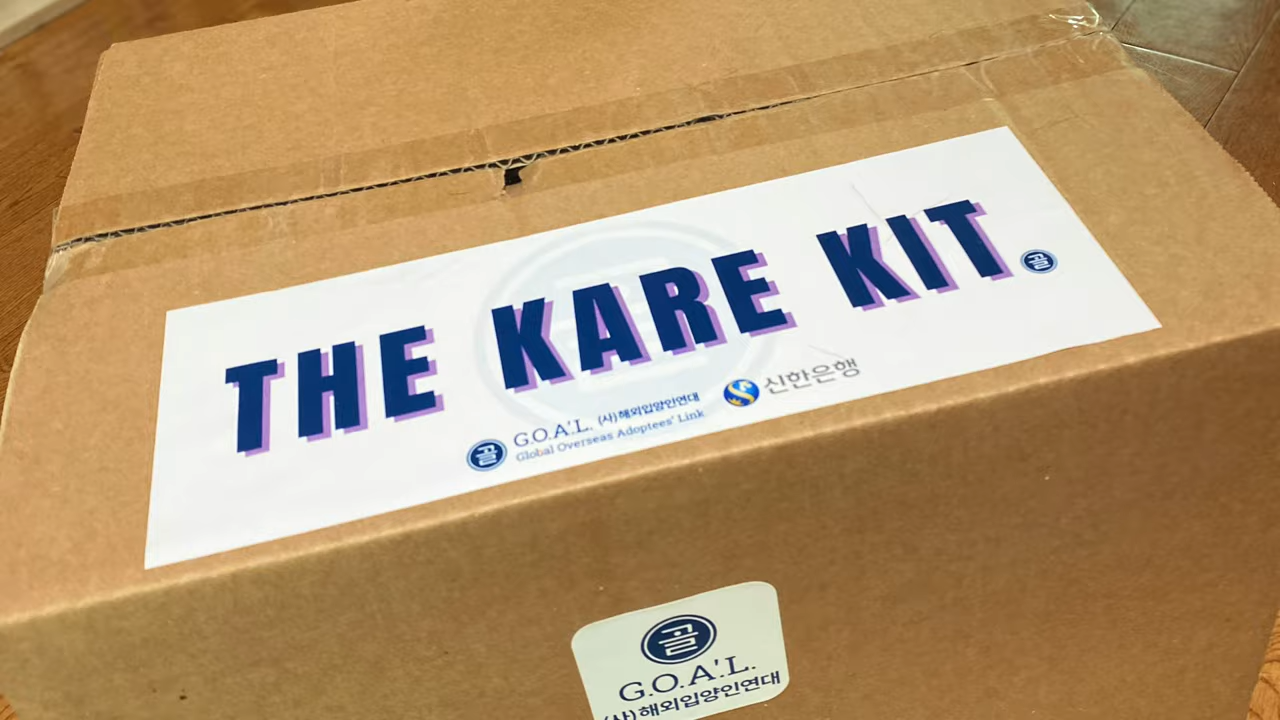 THE KARE KIT.
골
골
G.O.A'.L. (사)해외입양인연대
Global Overseas Adoptees' Link
신한은행
골
G.O.A'.L.
(사)해외입양인연대